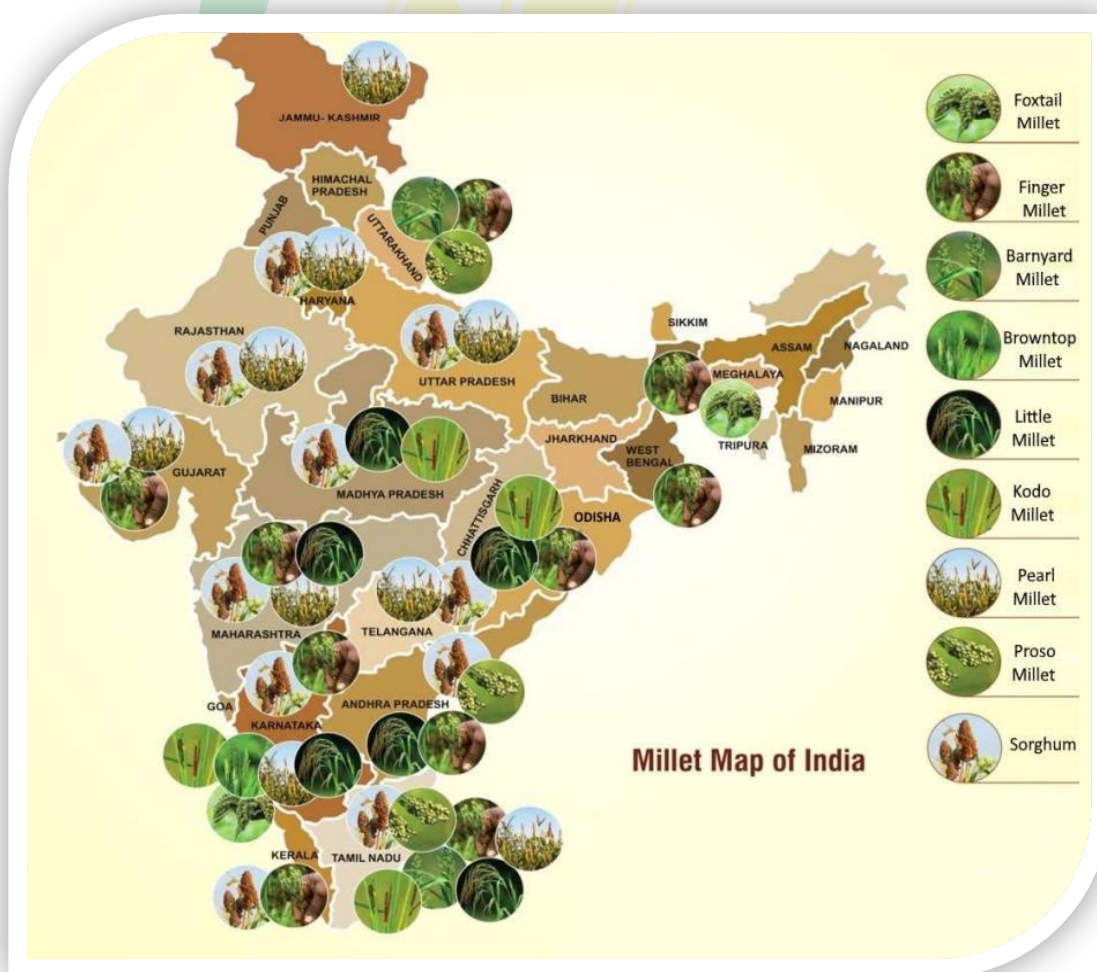 JAMMU- KASHMIR
HIMACHAL
PRADESH
PUNJAB
UTTARAKHAND
HARYANA
RAJASTHAN
UTTAR PRADESH
SIKKIM
ASSAM
NAGALAND
MEGHALAYA
BIHAR
MANIPUR
JHARKHAND
WEST
BENGAL
TRIPURA
MIZORAM
GUJARAT
MADHYA PRADESH
CHHATTISGARH
ODISHA
MAHARASHTRA
TELANGANA
GOA
KARNATAKA
ANDHRA PRADESH
KERALA
TAMIL NADU
Millet Map of India
Foxtail
Millet
Finger
Millet
Barnyard
Millet
Browntop
Millet
Little
Millet
Kodo
Millet
Pearl
Millet
Proso
Millet
Sorghum